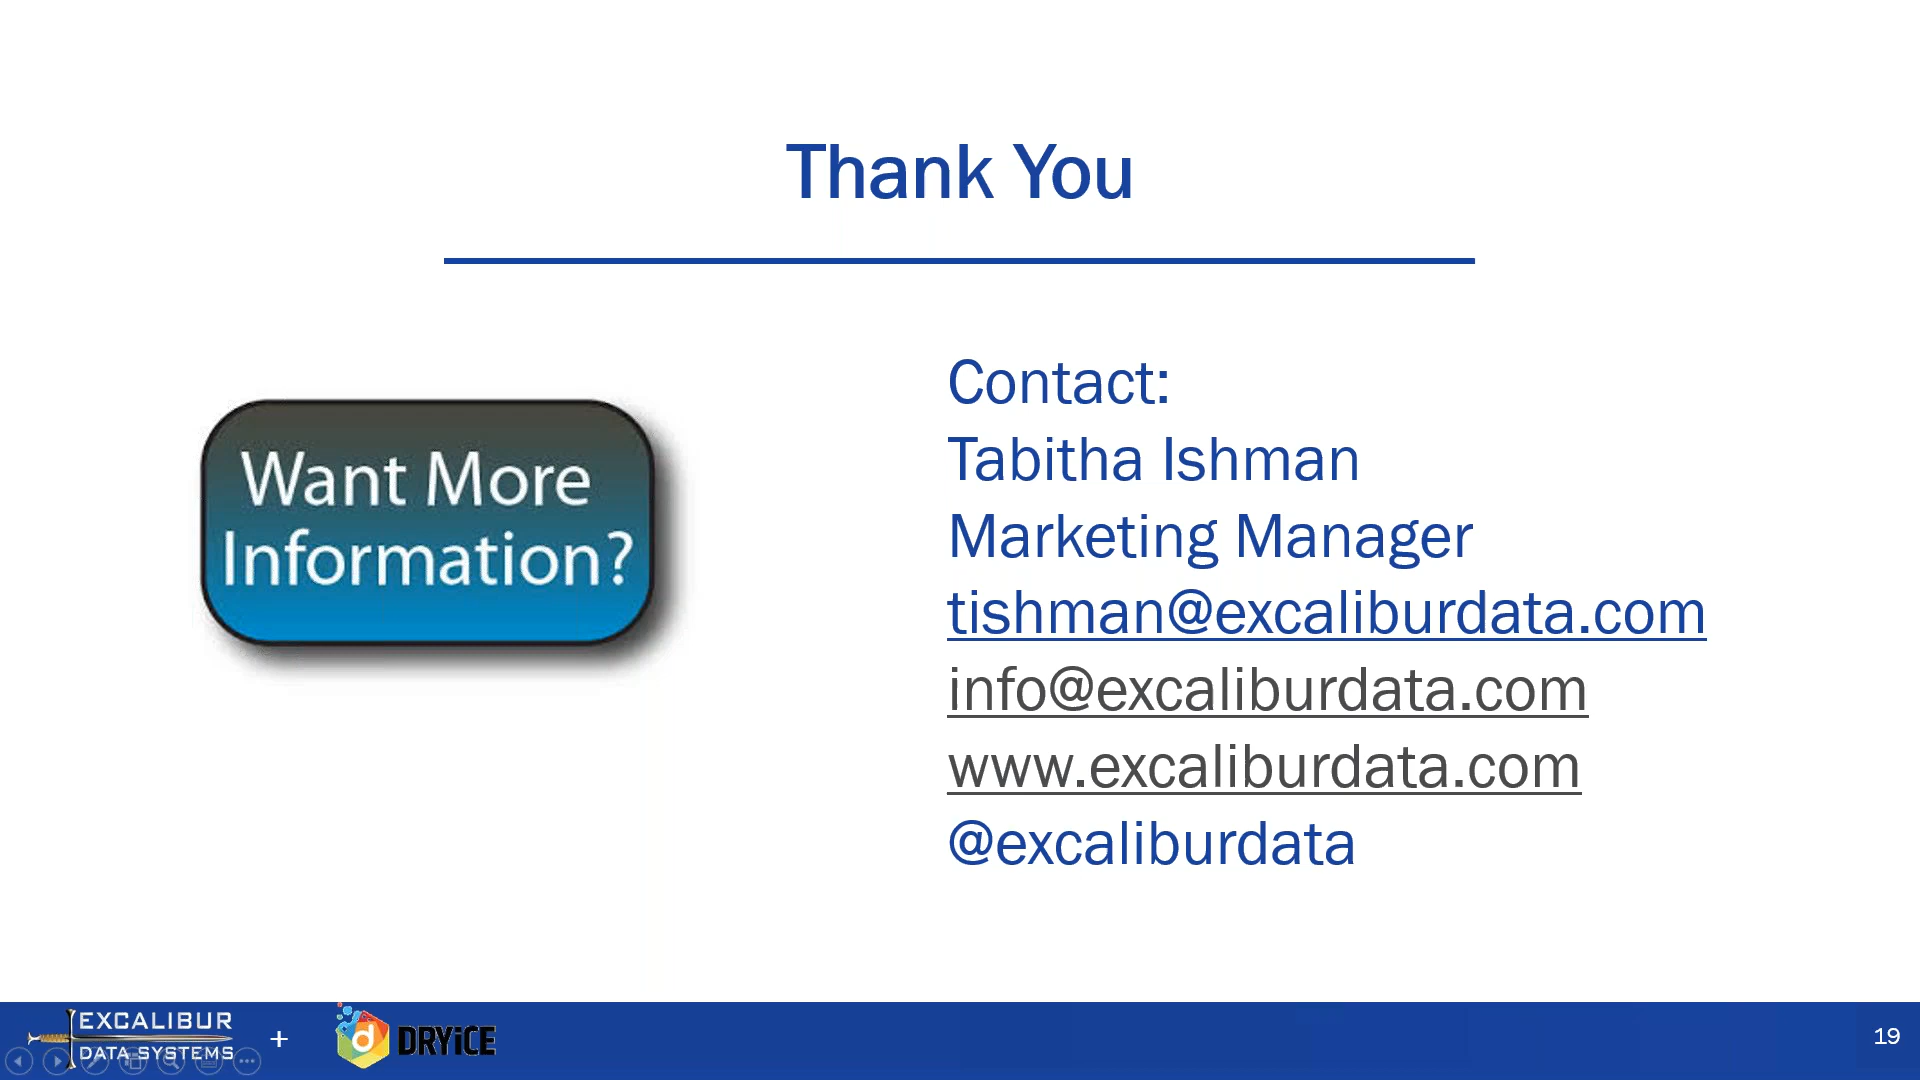 Thank You
Want More
Information?
Contact:
Tabitha Ishman
Marketing Manager
tishman@excaliburdata.com
info@excaliburdata.com
www.excaliburdata.com
@excaliburdata
EXCALIBUR
DATA SYSTEMS
+
d
DRYiCE
19